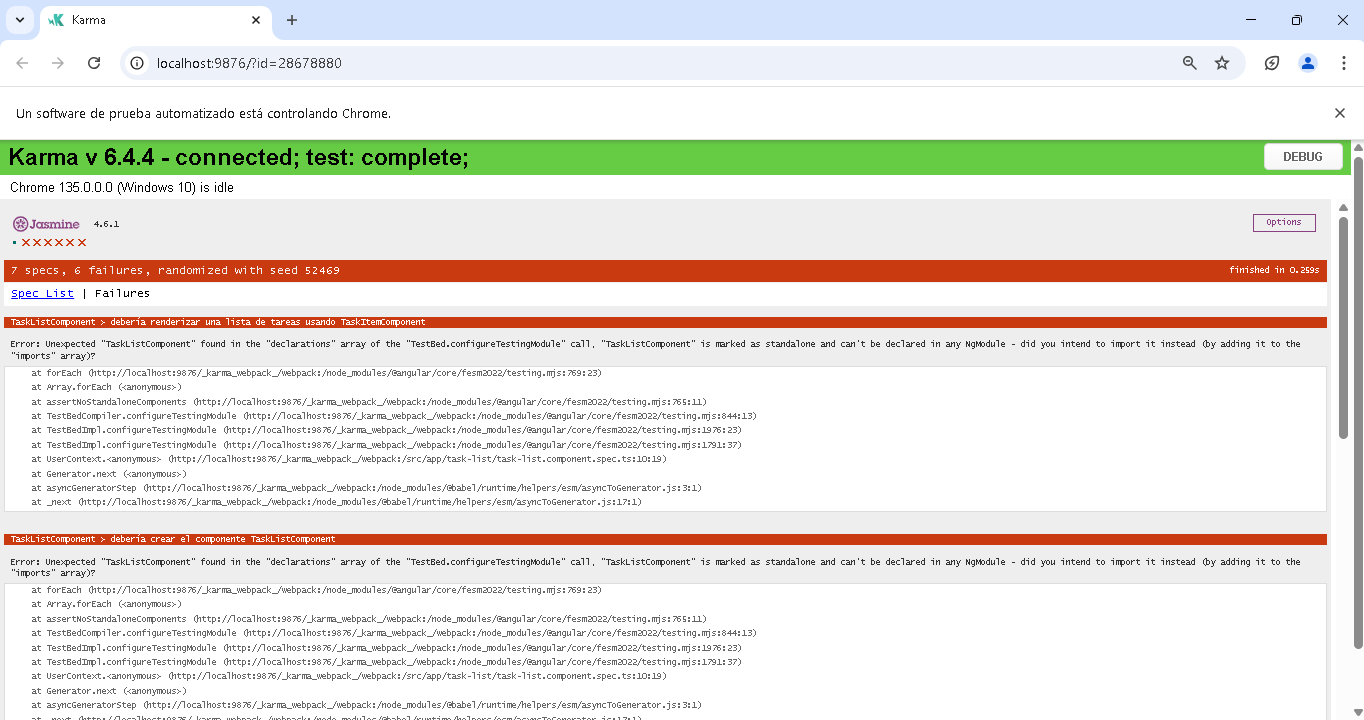 Karma
localhost:9876/?id=28678880
Un software de prueba automatizado está controlando Chrome.
Karma v 6.4.4 - connected; test: complete;
DEBUG
Chrome 135.0.0.0 (Windows 10) is idle
Jasmine 4.6.1
Options
• X X X X X X
7 specs, 6 failures, randomized with seed 52469
finished in 0.259s
Spec List | Failures
TaskListComponent > debería renderizar una lista de tareas usando TaskItemComponent
Error: Unexpected "TaskListComponent" found in the "declarations" array of the "TestBed.configureTestingModule" call, "TaskListComponent" is marked as standalone and can't be declared in any NgModule - did you intend to import it instead (by adding it to the
"imports" array)?
at forEach (http://localhost:9876/_karma_webpack_/webpack:/node_modules/@angular/core/fesm2022/testing.mjs:769:23)
at Array.forEach (<anonymous>)
at assertNoStandaloneComponents (http://localhost:9876/_karma_webpack_/webpack:/node_modules/@angular/core/fesm2022/testing.mjs:765:11)
at TestBedCompiler.configureTestingModule (http://localhost:9876/_karma_webpack_/webpack:/node_modules/@angular/core/fesm2022/testing.mjs:844:13)
at TestBedImpl.configureTestingModule (http://localhost:9876/_karma_webpack_/webpack:/node_modules/@angular/core/fesm2022/testing.mjs:1976:23)
at TestBedImpl.configureTestingModule (http://localhost:9876/_karma_webpack_/webpack:/node_modules/@angular/core/fesm2022/testing.mjs:1791:37)
at UserContext.<anonymous> (http://localhost:9876/_karma_webpack_/webpack:/src/app/task-list/task-list.component.spec.ts:10:19)
at Generator.next (<anonymous>)
at asyncGeneratorStep (http://localhost:9876/_karma_webpack_/webpack:/node_modules/@babel/runtime/helpers/esm/asyncToGenerator.js:3:1)
at _next (http://localhost:9876/_karma_webpack_/webpack:/node_modules/@babel/runtime/helpers/esm/asyncToGenerator.js:17:1)
TaskListComponent > debería crear el componente TaskListComponent
Error: Unexpected "TaskListComponent" found in the "declarations" array of the "TestBed.configureTestingModule" call, "TaskListComponent" is marked as standalone and can't be declared in any NgModule - did you intend to import it instead (by adding it to the
"imports" array)?
at forEach (http://localhost:9876/_karma_webpack_/webpack:/node_modules/@angular/core/fesm2022/testing.mjs:769:23)
at Array.forEach (<anonymous>)
at assertNoStandaloneComponents (http://localhost:9876/_karma_webpack_/webpack:/node_modules/@angular/core/fesm2022/testing.mjs:765:11)
at TestBedCompiler.configureTestingModule (http://localhost:9876/_karma_webpack_/webpack:/node_modules/@angular/core/fesm2022/testing.mjs:844:13)
at TestBedImpl.configureTestingModule (http://localhost:9876/_karma_webpack_/webpack:/node_modules/@angular/core/fesm2022/testing.mjs:1976:23)
at TestBedImpl.configureTestingModule (http://localhost:9876/_karma_webpack_/webpack:/node_modules/@angular/core/fesm2022/testing.mjs:1791:37)
at UserContext.<anonymous> (http://localhost:9876/_karma_webpack_/webpack:/src/app/task-list/task-list.component.spec.ts:10:19)
at Generator.next (<anonymous>)
at asyncGeneratorStep (http://localhost:9876/_karma_webpack_/webpack:/node_modules/@babel/runtime/helpers/esm/asyncToGenerator.js:3:1)
at _next (http://localhost:9876/_karma_webpack_/webpack:/node_modules/@babel/runtime/helpers/esm/asyncToGenerator.js:17:1)